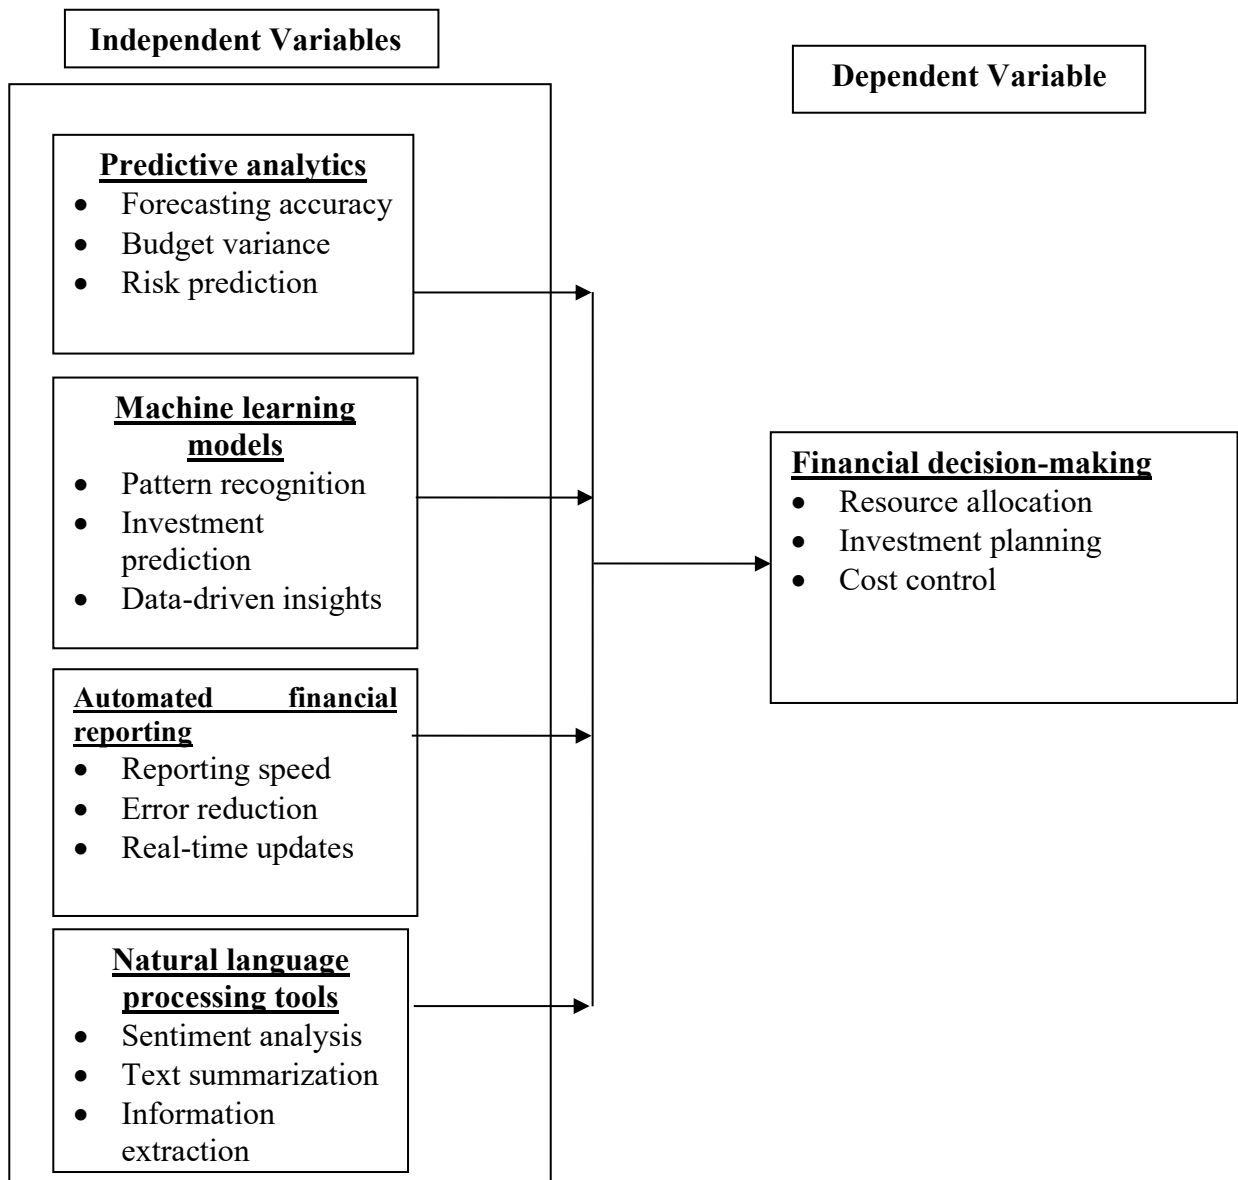 Independent Variables
Dependent Variable
Predictive analytics
• Forecasting accuracy
• Budget variance
• Risk prediction
Machine learning
models
• Pattern recognition
• Investment
prediction
• Data-driven insights
Automated financial
reporting
• Reporting speed
• Error reduction
• Real-time updates
Natural language
processing tools
• Sentiment analysis
• Text summarization
• Information
extraction
Financial decision-making
• Resource allocation
• Investment planning
• Cost control